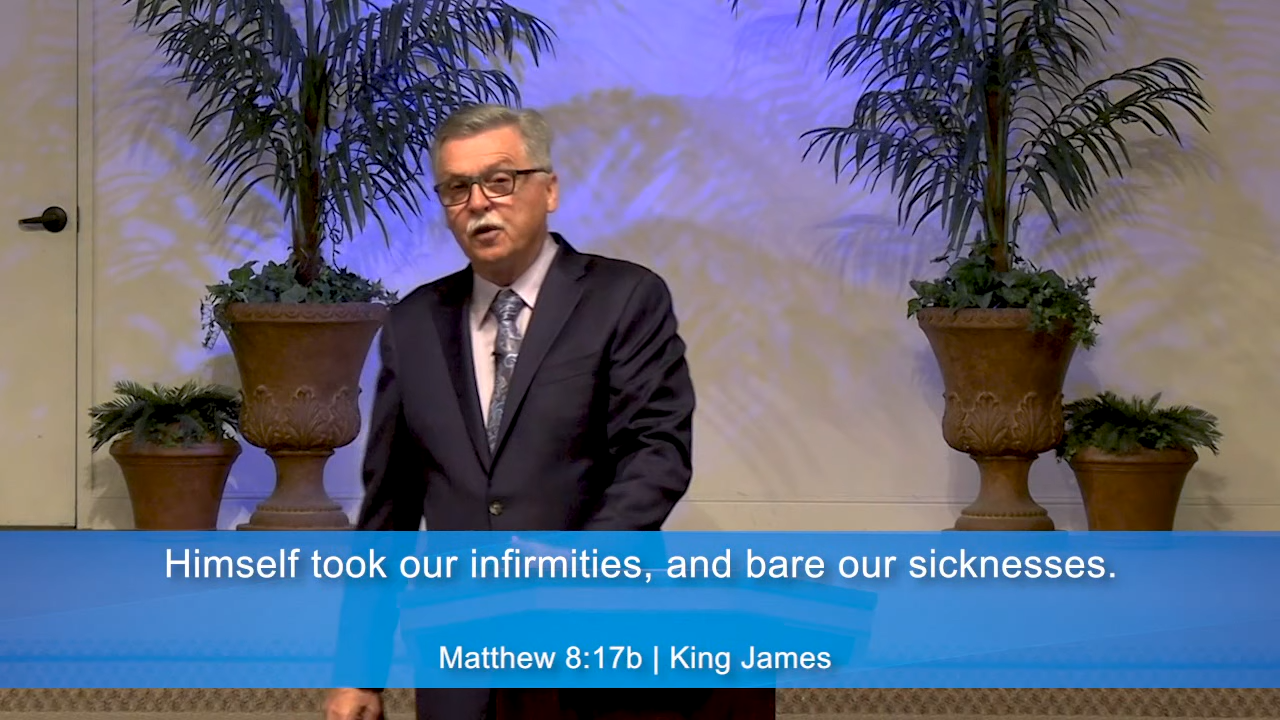 Himself took our infirmities, and bare our sicknesses.
Matthew 8:17b | King James